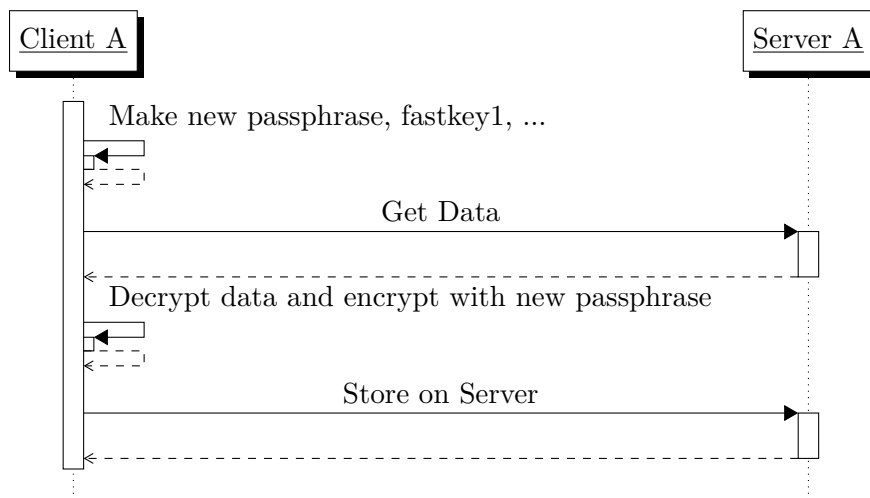 Client A
Server A
Make new passphrase, fastkey1, ...
Get Data
Decrypt data and encrypt with new passphrase
Store on Server